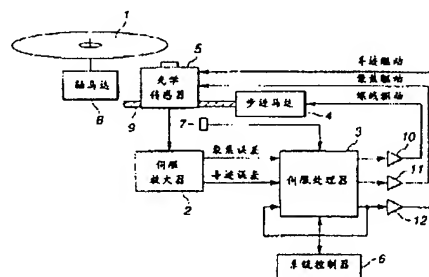 1
5
光学
传感器
寻迹驱动
聚焦驱动
螺线驱动
轴马达
8
9
步进马达
4
7
3
10
伺服
放大器
2
聚焦误差
寻迹误差
伺服处理器
11
12
系统控制器
6